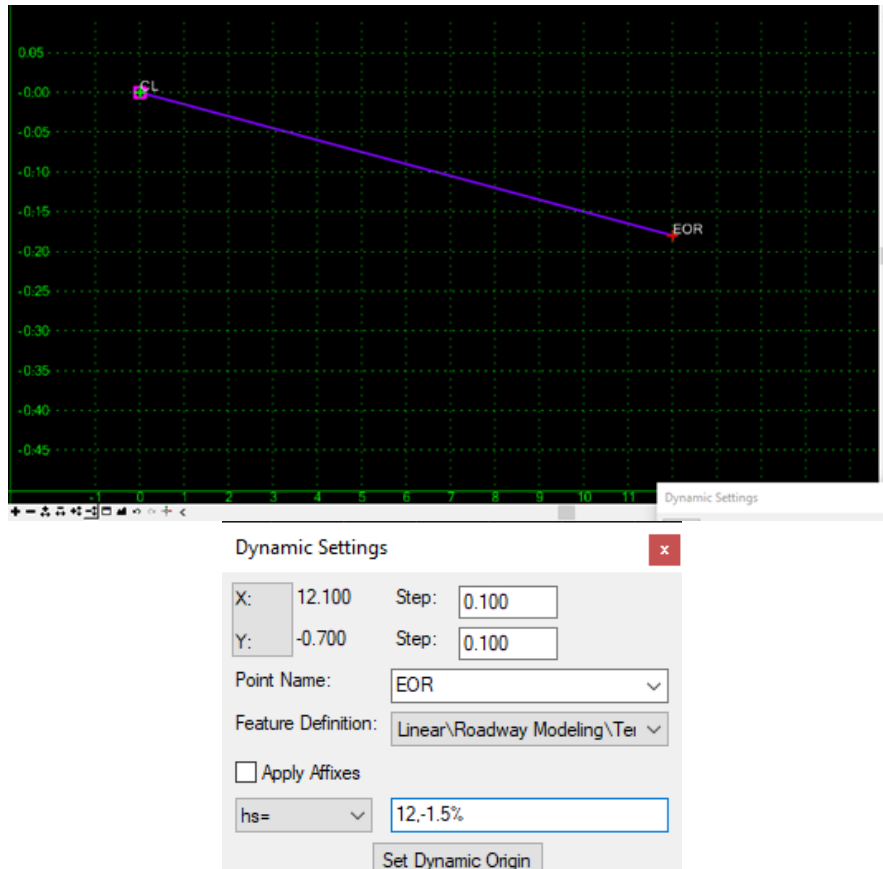 0.05
CL
-0.00
-0.05
-0.10
-0.15
EOR
-0.20
-0.25
-0.30
-0.35
-0.40
-0.45
-1 0 1 2 3 4 5 6 7 8 9 10 11
Dynamic Settings
Dynamic Settings x
X: 12.100 Step: 0.100
Y: -0.700 Step: 0.100
Point Name: EOR
Feature Definition: Linear\Roadway Modeling\Ter
Apply Affixes
hs= 12,-1.5%
Set Dynamic Origin